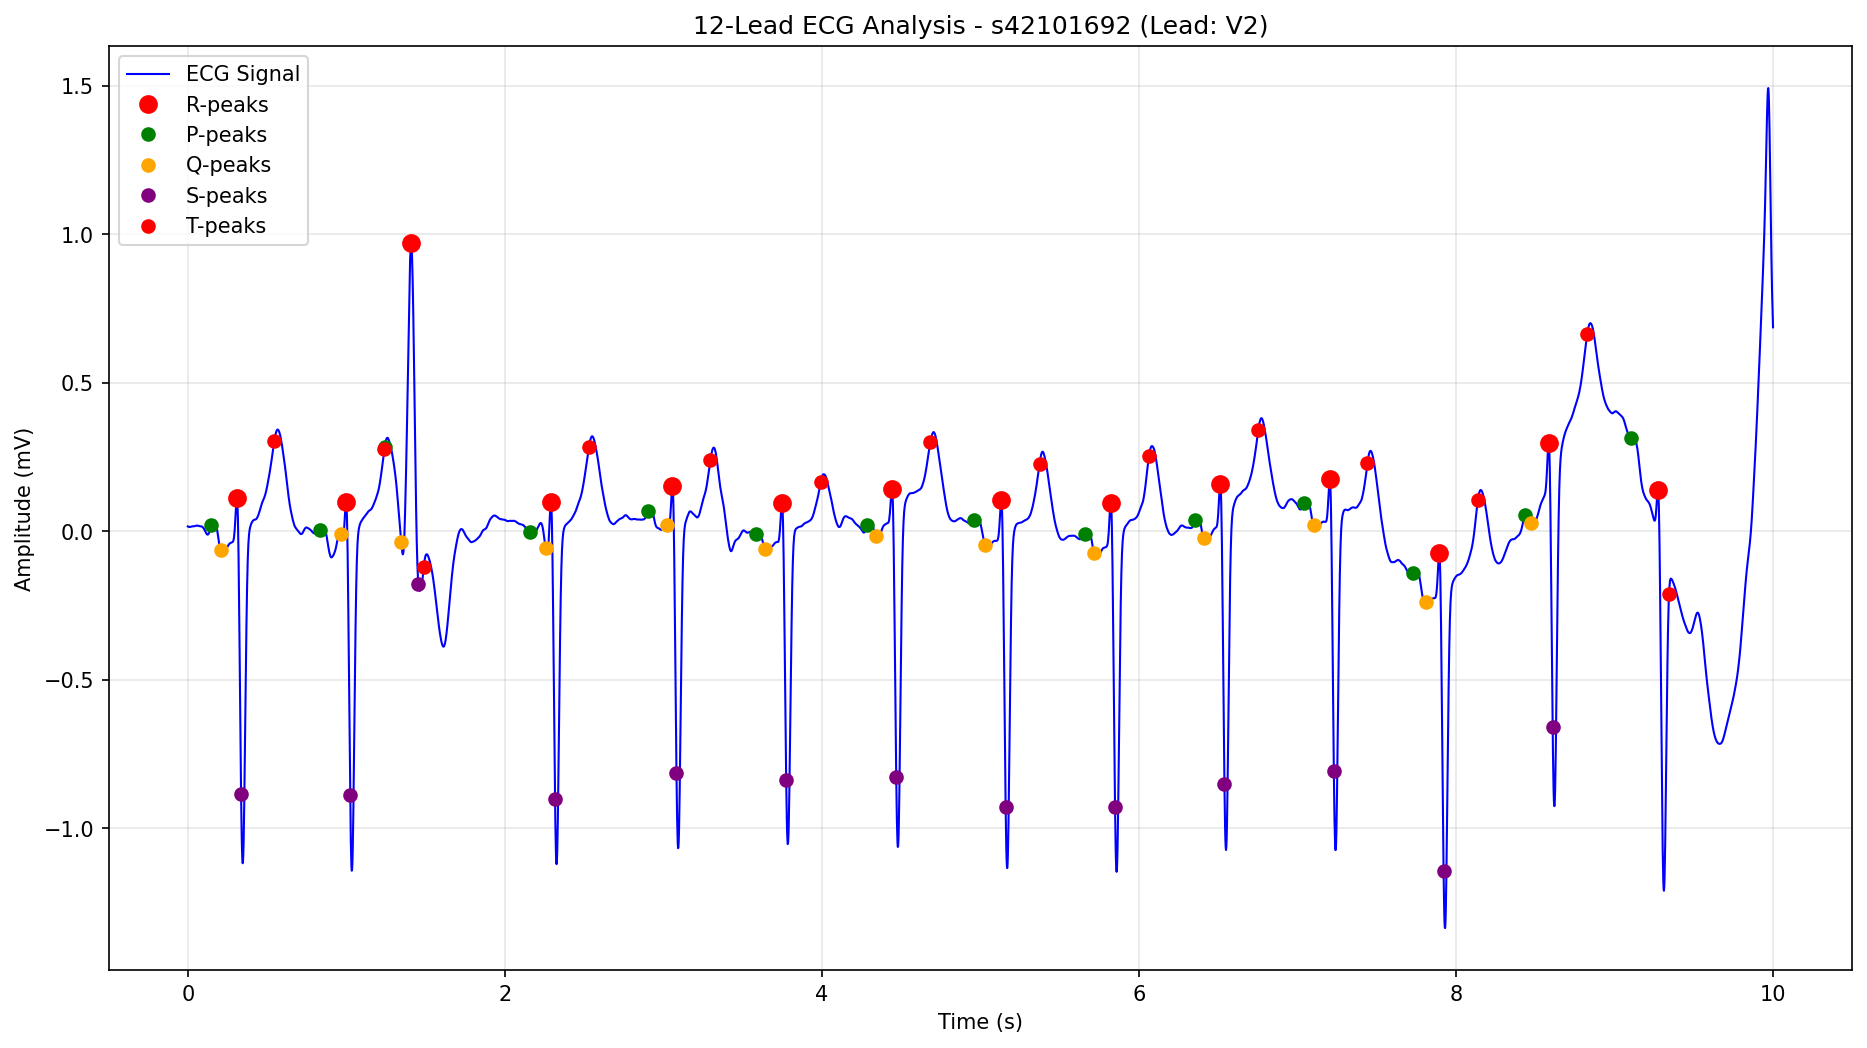 12-Lead ECG Analysis - s42101692 (Lead: V2)
ECG Signal
R-peaks
P-peaks
Q-peaks
S-peaks
T-peaks
Amplitude (mV)
1.5
1.0
0.5
0.0
−0.5
−1.0
0 2 4 6 8 10
Time (s)